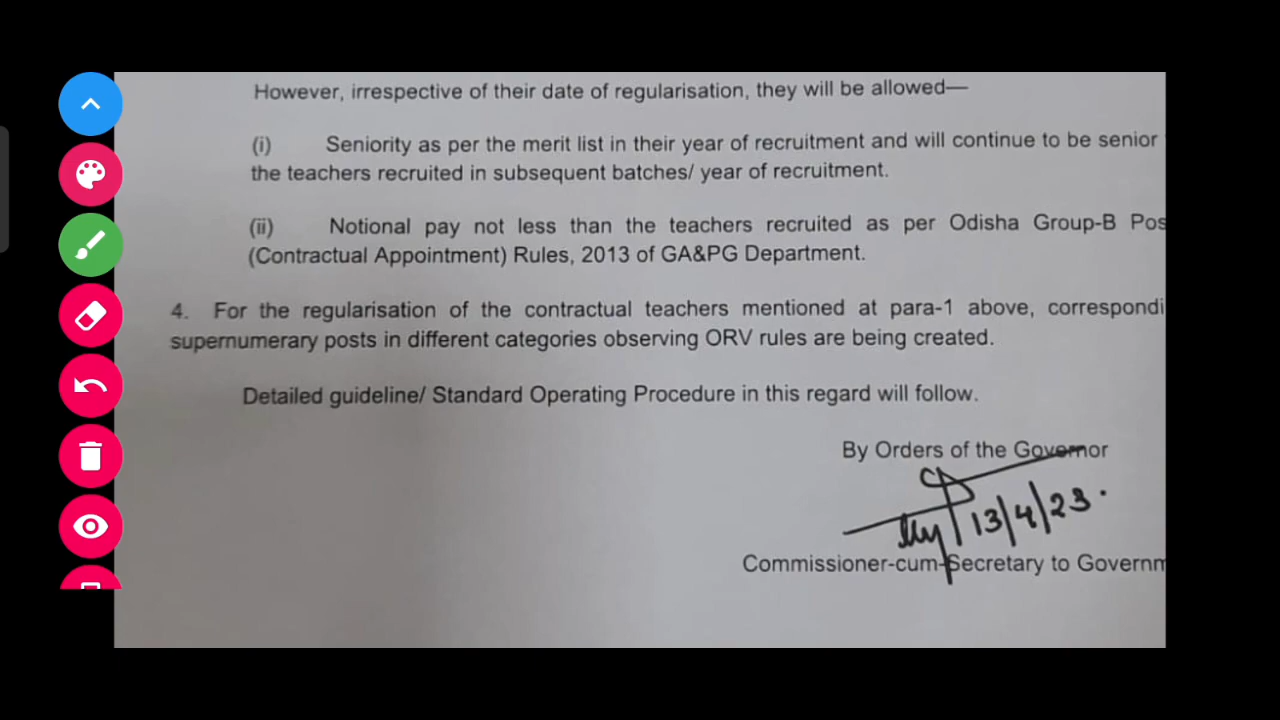 However, irrespective of their date of regularisation, they will be allowed—
(i) Seniority as per the merit list in their year of recruitment and will continue to be senior
the teachers recruited in subsequent batches/ year of recruitment.
(ii) Notional pay not less than the teachers recruited as per Odisha Group-B Pos
(Contractual Appointment) Rules, 2013 of GA&PG Department.
4. For the regularisation of the contractual teachers mentioned at para-1 above, correspondi
supernumerary posts in different categories observing ORV rules are being created.
Detailed guideline/ Standard Operating Procedure in this regard will follow.
By Orders of the Governor
13/4/23.
Commissioner-cum-Secretary to Governm